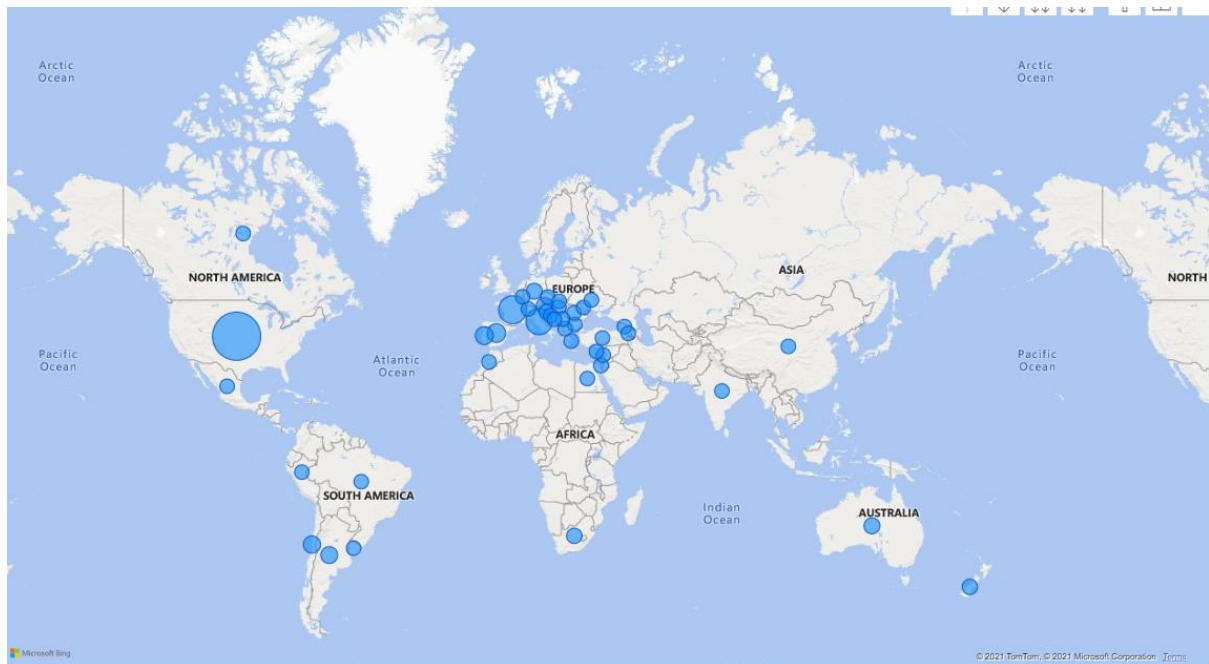 Arctic
Ocean
Arctic
Ocean
NORTH AMERICA
EUROPE
ASIA
NORTH
Pacific
Ocean
Atlantic
Ocean
Pacific
Ocean
AFRICA
SOUTH AMERICA
Indian
Ocean
AUSTRALIA
Microsoft Bing
© 2021 TomTom, © 2021 Microsoft Corporation Terms